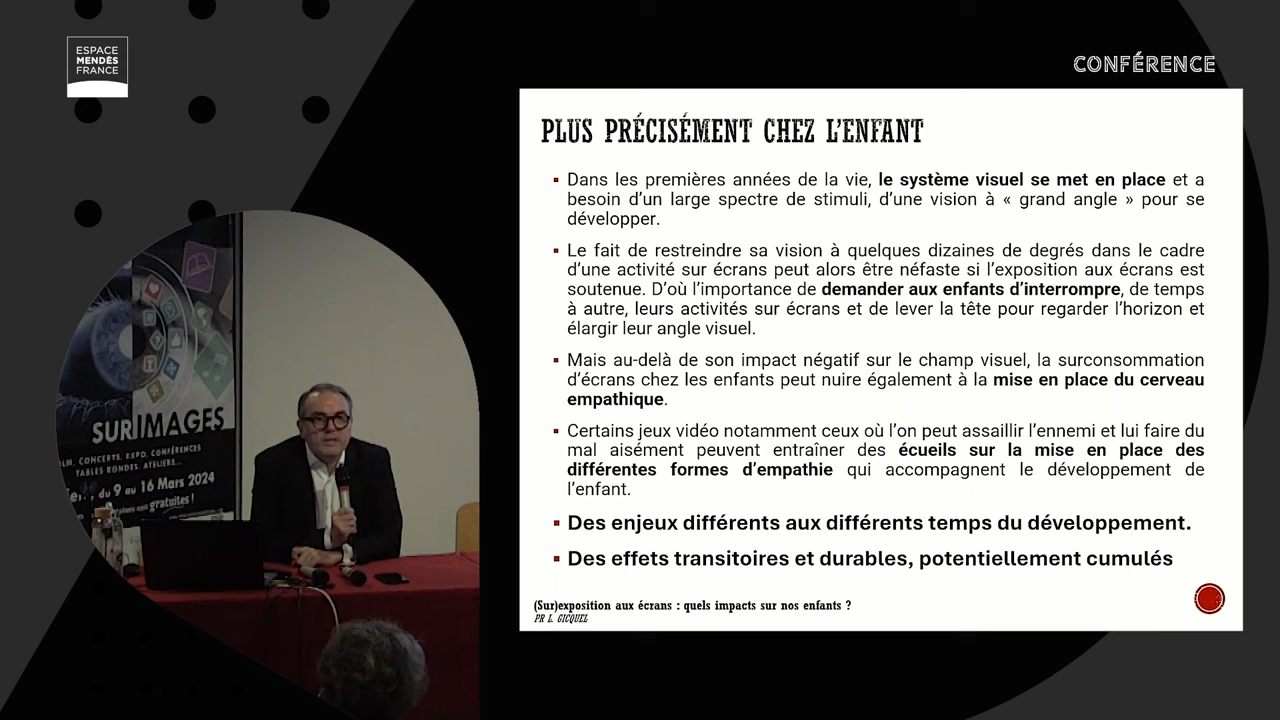 ESPACE
MENDÈS
FRANCE
CONFÉRENCE
PLUS PRÉCISÉMENT CHEZ L'ENFANT
▪ Dans les premières années de la vie, le système visuel se met en place et a
besoin d'un large spectre de stimuli, d'une vision à « grand angle » pour se
développer.
▪ Le fait de restreindre sa vision à quelques dizaines de degrés dans le cadre
d'une activité sur écrans peut alors être néfaste si l'exposition aux écrans est
soutenue. D'où l'importance de demander aux enfants d'interrompre, de temps
à autre, leurs activités sur écrans et de lever la tête pour regarder l'horizon et
élargir leur angle visuel.
▪ Mais au-delà de son impact négatif sur le champ visuel, la surconsommation
d'écrans chez les enfants peut nuire également à la mise en place du cerveau
empathique.
▪ Certains jeux vidéo notamment ceux où l'on peut assaillir l'ennemi et lui faire du
mal aisément peuvent entraîner des écueils sur la mise en place des
différentes formes d'empathie qui accompagnent le développement de
l'enfant.
▪ Des enjeux différents aux différents temps du développement.
▪ Des effets transitoires et durables, potentiellement cumulés
(Sur)exposition aux écrans : quels impacts sur nos enfants ?
PR L. GICQUEL
SUR IMAGES
CONCERTS, EXPO, CONFÉRENCES
TABLES RONDES, ATELIERS...
du 9 au 16 Mars 2024
gratuites !